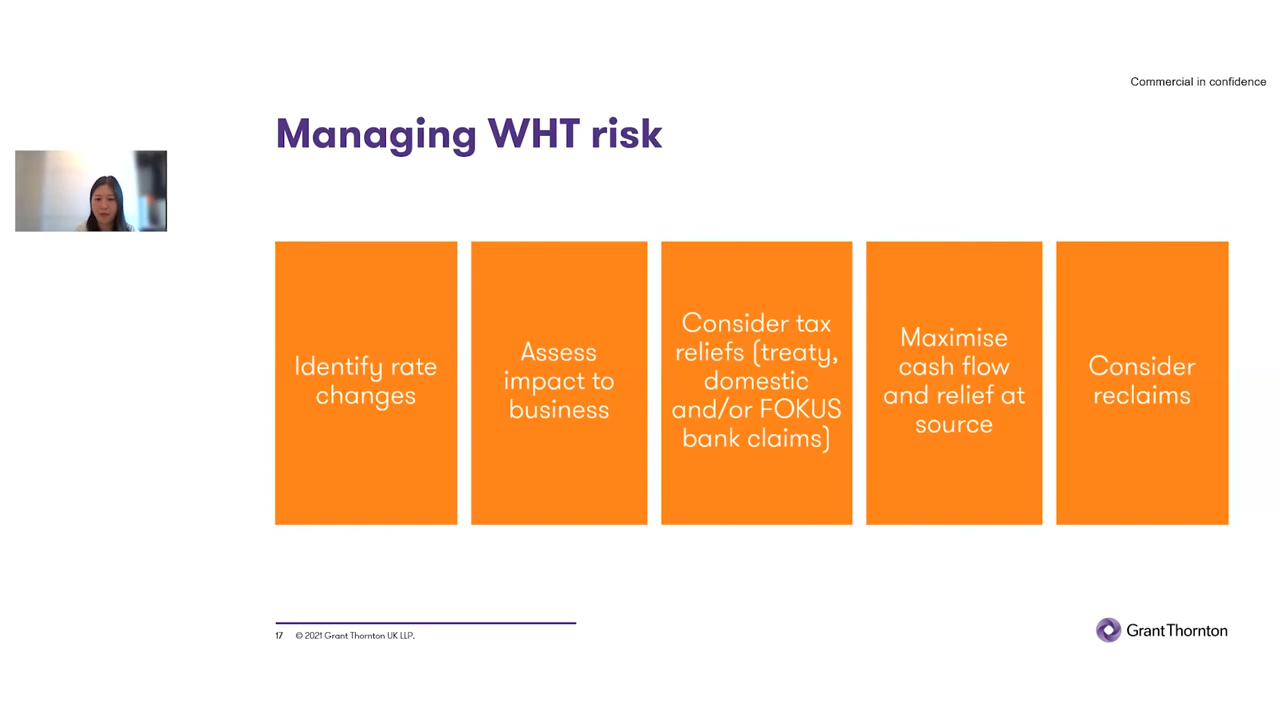 Commercial in confidence
Managing WHT risk
Identify rate
changes
Assess
impact to
business
Consider tax
reliefs (treaty,
domestic
and/or FOKUS
bank claims)
Maximise
cash flow
and relief at
source
Consider
reclaims
17 © 2021 Grant Thornton UK LLP.
Grant Thornton